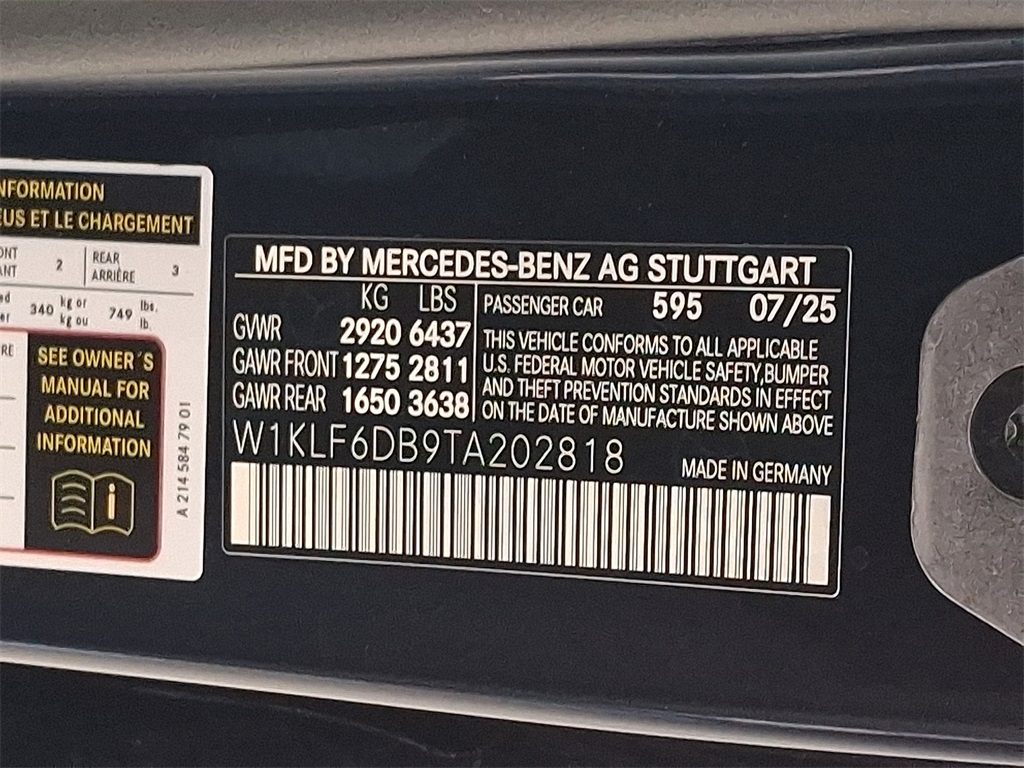 NFORMATION
EUS ET LE CHARGEMENT
ONT
ANT
2
REAR
ARRIÈRE
3
340
kg or
kg ou
749
lbs.
lb.
SEE OWNER´S
MANUAL FOR
ADDITIONAL
INFORMATION
A 214 584 79 01
MFD BY MERCEDES-BENZ AG STUTTGART
KG LBS
GVWR 2920 6437
GAWR FRONT 1275 2811
GAWR REAR 1650 3638
PASSENGER CAR 595 07/25
THIS VEHICLE CONFORMS TO ALL APPLICABLE
U.S. FEDERAL MOTOR VEHICLE SAFETY,BUMPER
AND THEFT PREVENTION STANDARDS IN EFFECT
ON THE DATE OF MANUFACTURE SHOWN ABOVE
W1KLF6DB9TA202818
MADE IN GERMANY